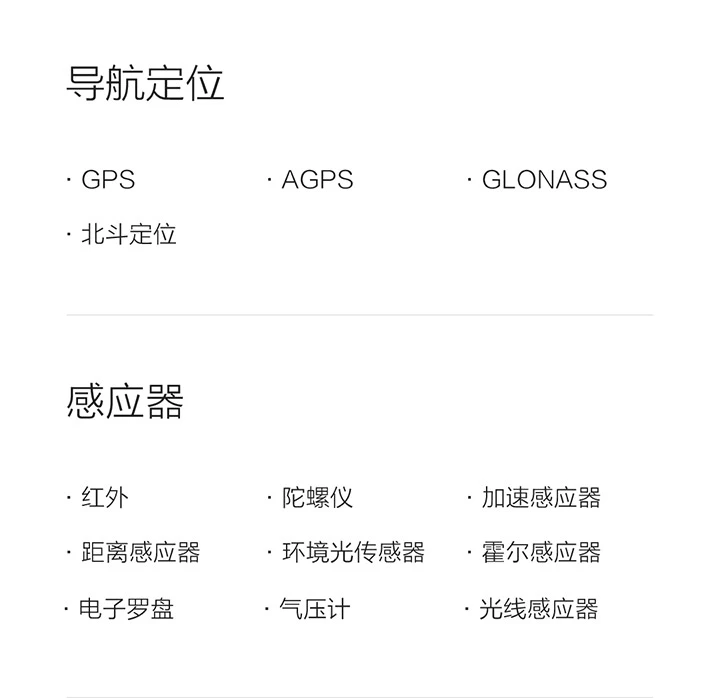 导航定位
· GPS · AGPS · GLONASS
· 北斗定位
感应器
· 红外 · 陀螺仪 · 加速感应器
· 距离感应器 · 环境光传感器 · 霍尔感应器
· 电子罗盘 · 气压计 · 光线感应器